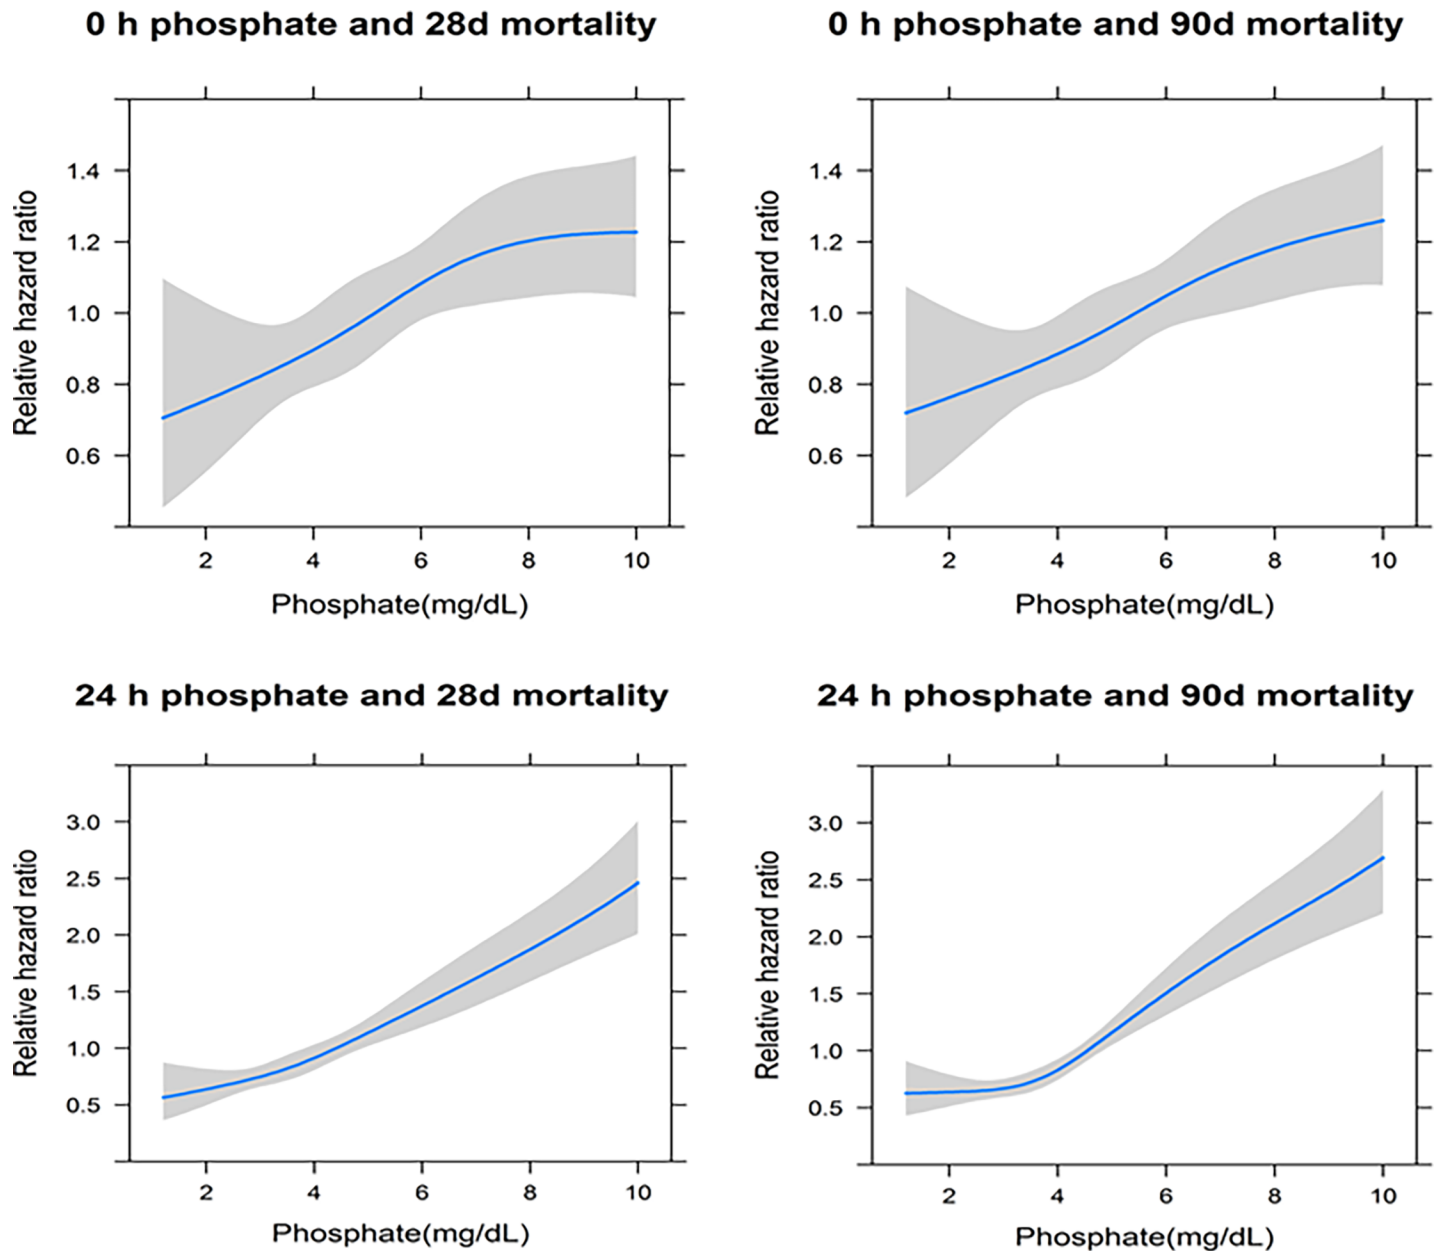 0 h phosphate and 28d mortality
Relative hazard ratio
1.4
1.2
1.0
0.8
0.6
2 4 6 8 10
Phosphate(mg/dL)
0 h phosphate and 90d mortality
Relative hazard ratio
1.4
1.2
1.0
0.8
0.6
2 4 6 8 10
Phosphate(mg/dL)
24 h phosphate and 28d mortality
Relative hazard ratio
3.0
2.5
2.0
1.5
1.0
0.5
2 4 6 8 10
Phosphate(mg/dL)
24 h phosphate and 90d mortality
Relative hazard ratio
3.0
2.5
2.0
1.5
1.0
0.5
2 4 6 8 10
Phosphate(mg/dL)